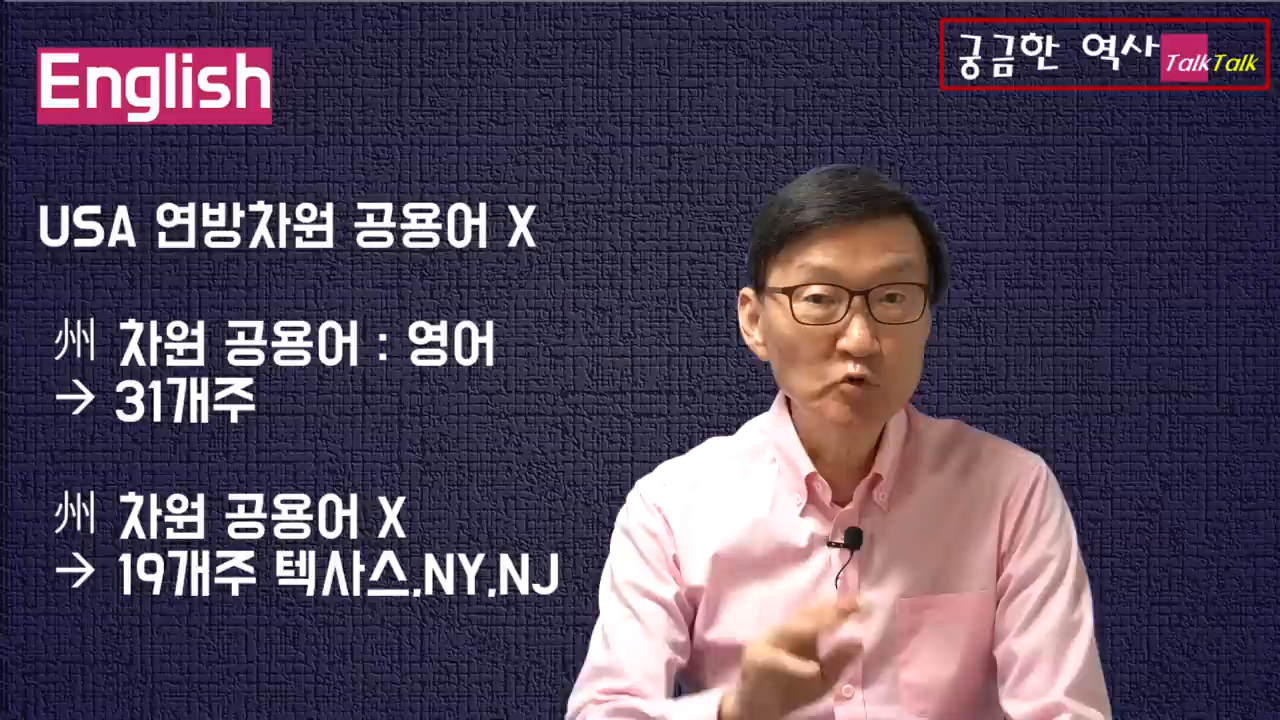 English
궁금한 역사 TalkTalk
USA 연방차원 공용어 X
州 차원 공용어 : 영어
→ 31개주
州 차원 공용어 X
→ 19개주 텍사스,NY,NJ